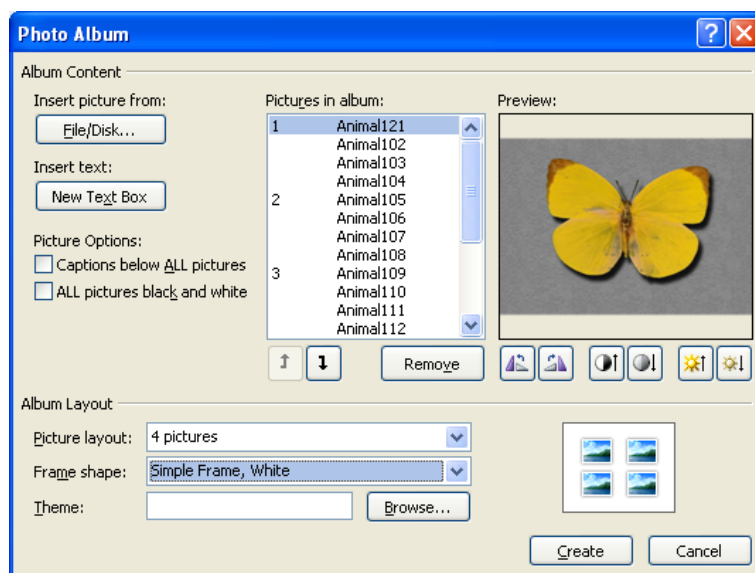 Photo Album
Album Content
Insert picture from:
File/Disk...
Insert text:
New Text Box
Picture Options:
Captions below ALL pictures
ALL pictures black and white
Pictures in album:
1 Animal121
Animal102
Animal103
Animal104
2 Animal105
Animal106
Animal107
Animal108
3 Animal109
Animal110
Animal111
Animal112
Remove
Preview:
Album Layout
Picture layout: 4 pictures
Frame shape: Simple Frame, White
Theme:
Browse...
Create
Cancel